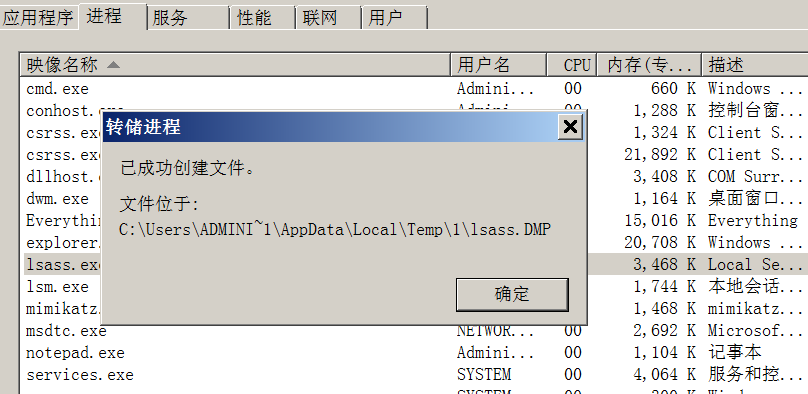 应用程序 进程 服务 性能 联网 用户
映像名称 用户名 CPU 内存(专... 描述
cmd.exe Admini... 00 660 K Windows ...
conhost.exe Admini... 00 1,288 K 控制台窗...
csrss.exe 1,324 K Client S...
csrss.exe 21,892 K Client S...
dllhost. 3,408 K COM Surr...
dwm.exe 1,164 K 桌面窗口...
Everything 15,016 K Everything
explorer. 20,708 K Windows ...
lsass.exe 3,468 K Local Se...
lsm.exe 1,744 K 本地会话...
mimikatz. 1,468 K mimikatz...
msdtc.exe NETWOR... 00 2,692 K Microsof...
notepad.exe Admini... 00 1,104 K 记事本
services.exe SYSTEM 00 4,064 K 服务和控...
转储进程
已成功创建文件。
文件位于:
C:\Users\ADMINI~1\AppData\Local\Temp\1\lsass.DMP
确定